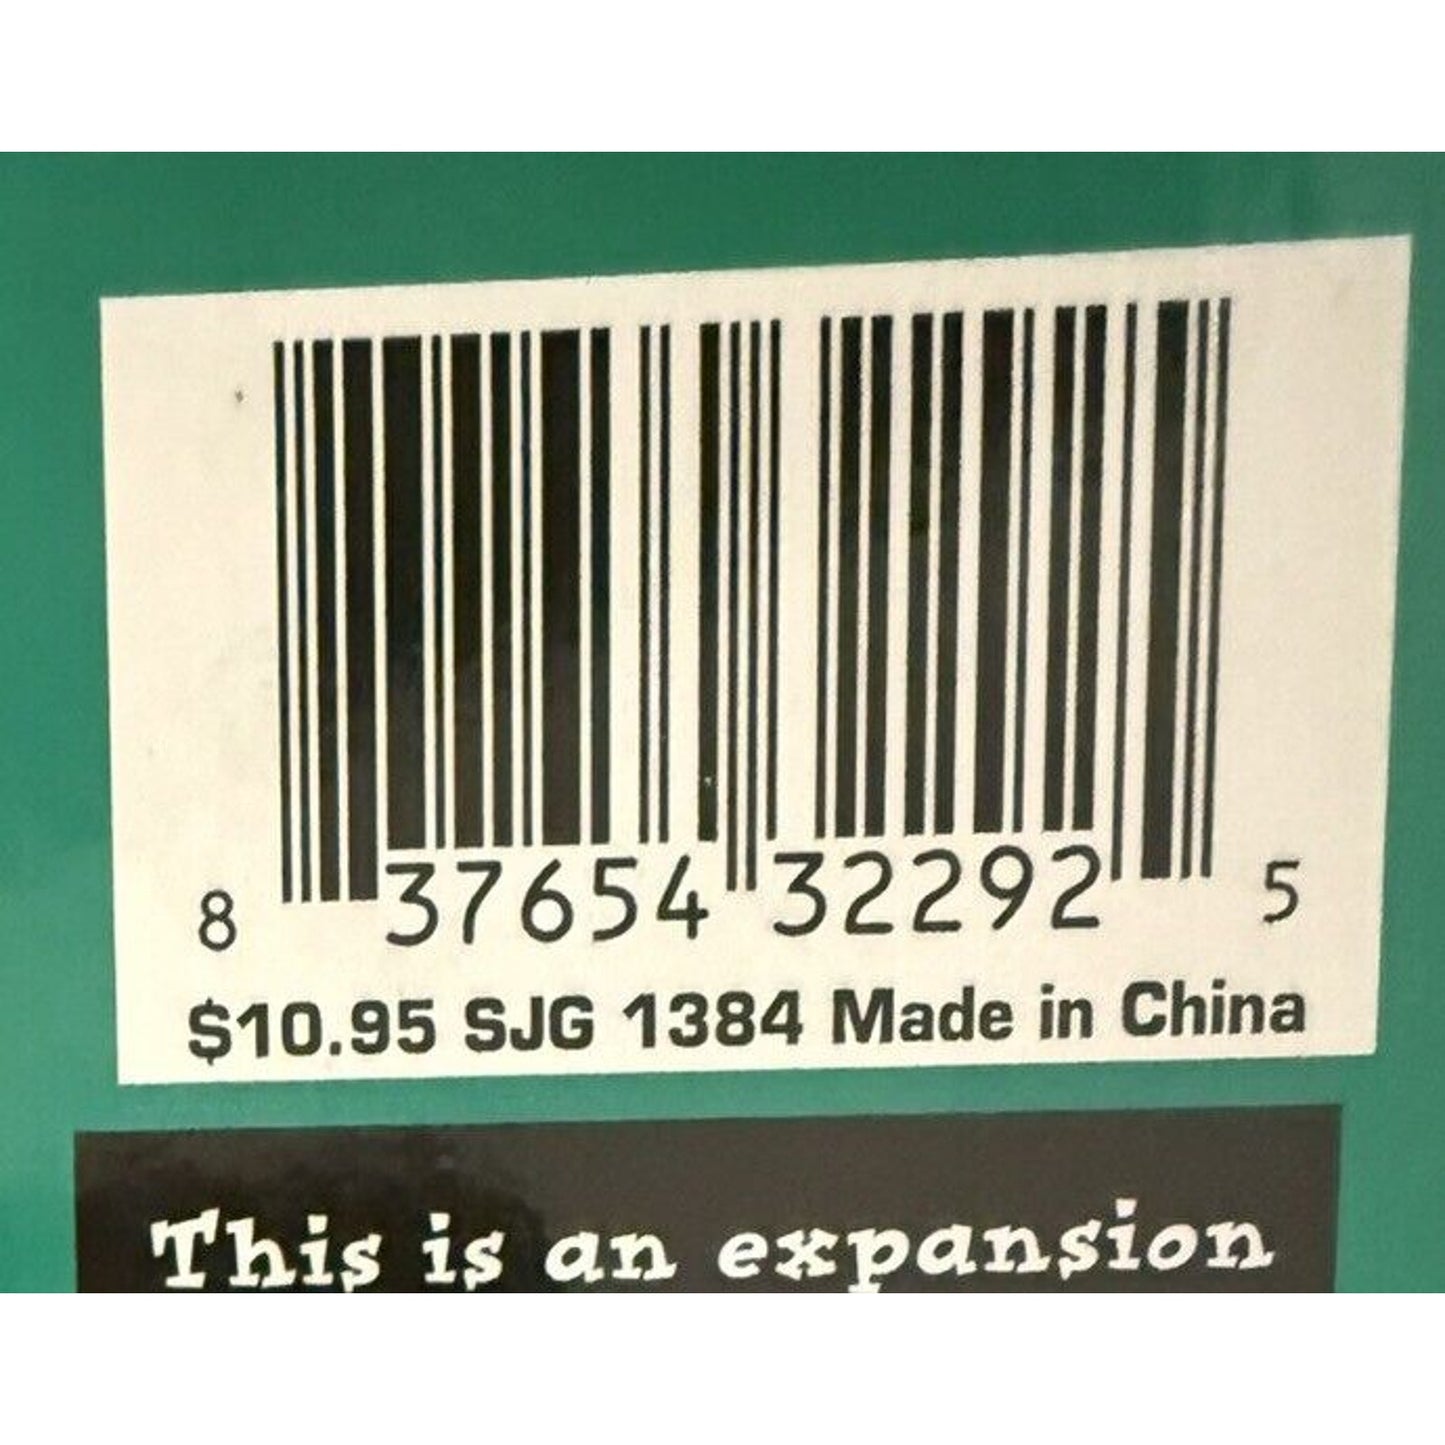 8 37654 32292 5
$10.95 SJG 1384 Made in China
This is an expansion